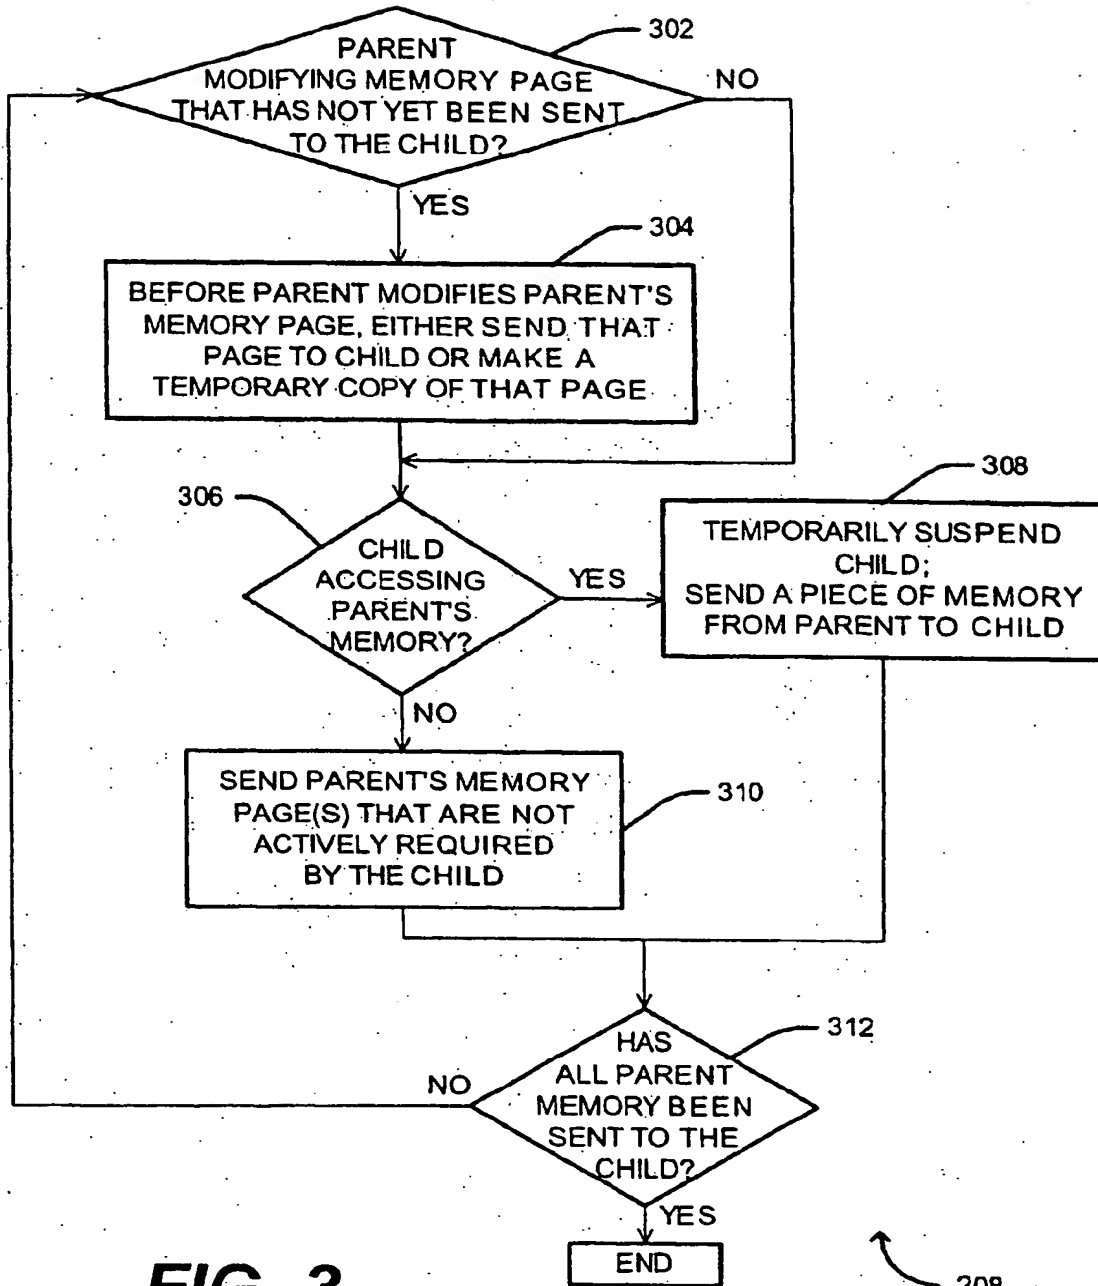 302
PARENT
MODIFYING MEMORY PAGE
THAT HAS NOT YET BEEN SENT
TO THE CHILD?
NO
YES
304
BEFORE PARENT MODIFIES PARENT'S
MEMORY PAGE, EITHER SEND THAT
PAGE TO CHILD OR MAKE A
TEMPORARY COPY OF THAT PAGE
306
CHILD
ACCESSING
PARENT'S
MEMORY?
YES
308
TEMPORARILY SUSPEND
CHILD;
SEND A PIECE OF MEMORY
FROM PARENT TO CHILD
NO
SEND PARENT'S MEMORY
PAGE(S) THAT ARE NOT
ACTIVELY REQUIRED
BY THE CHILD
310
312
HAS
ALL PARENT
MEMORY BEEN
SENT TO THE
CHILD?
NO
YES
END
FIG. 3
208